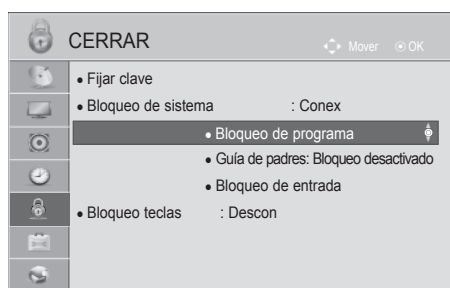 CERRAR
Mover OK
• Fijar clave
• Bloqueo de sistema : Conex
• Bloqueo de programa
• Guía de padres: Bloqueo desactivado
• Bloqueo de entrada
• Bloqueo teclas : Descon